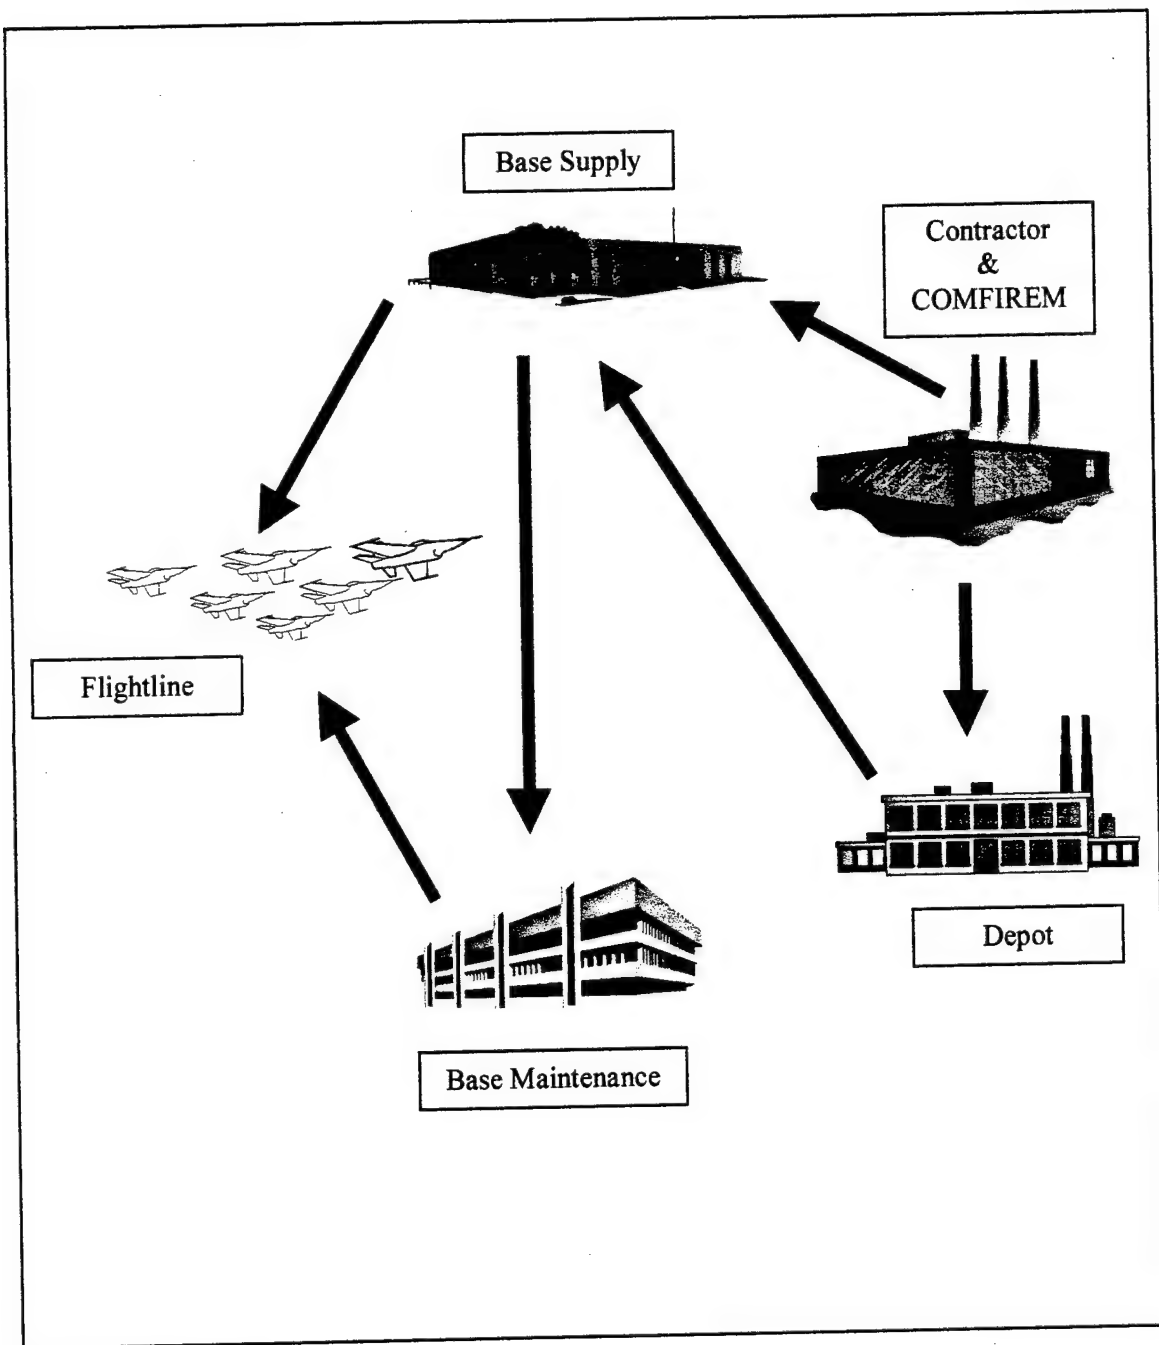 Base Supply
Contractor
&
COMFIREM
Flightline
Depot
Base Maintenance